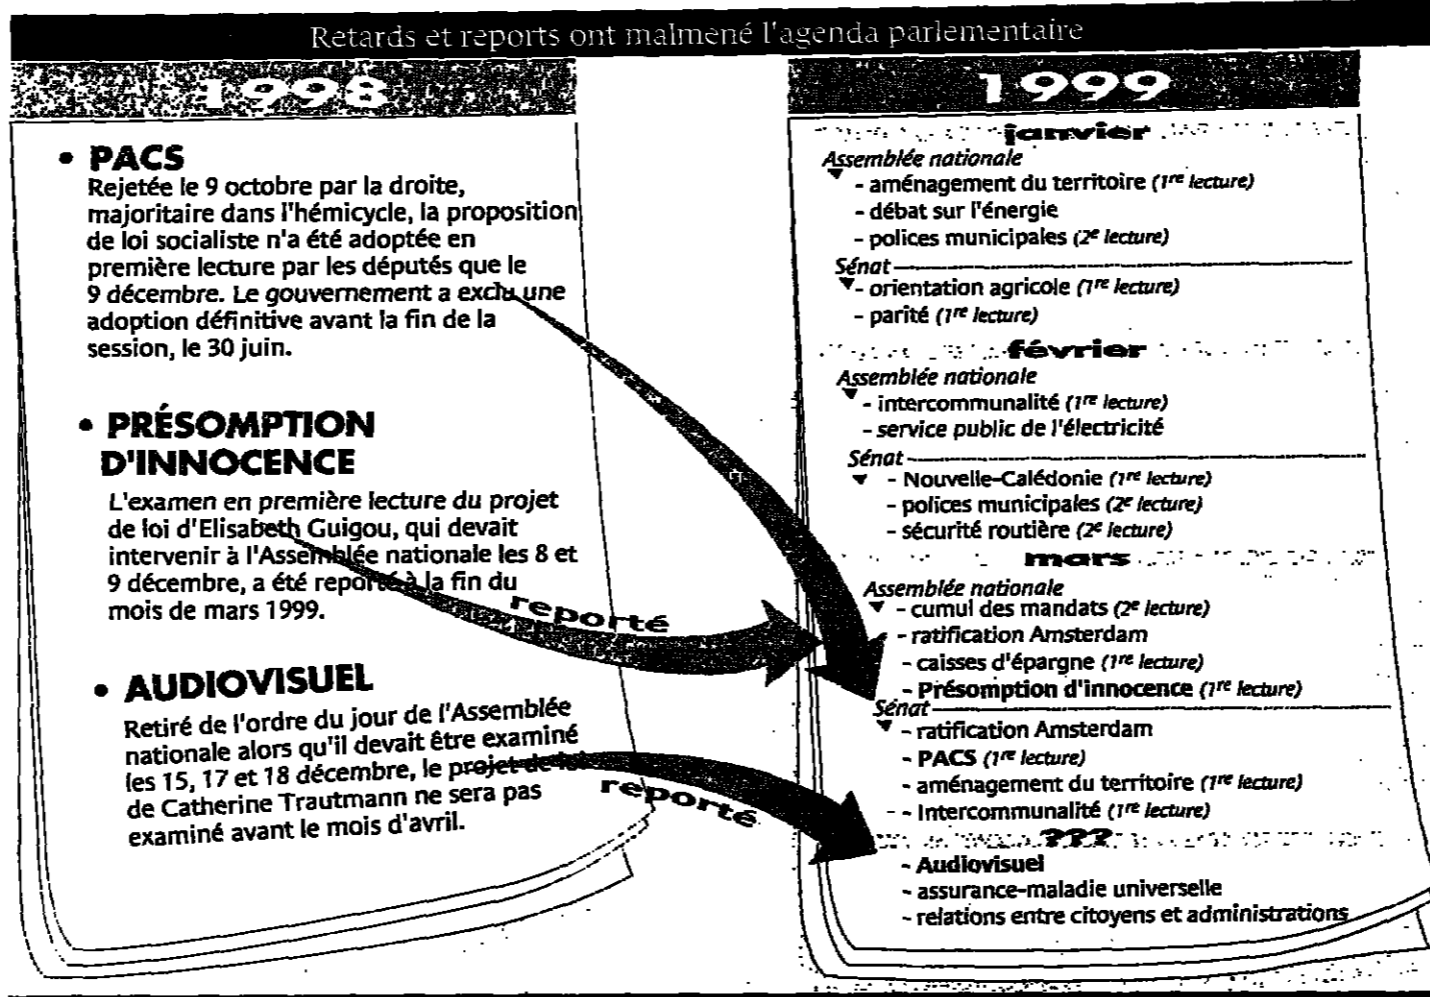 Retards et reports ont malmené l'agenda parlementaire
1998
• PACS
Rejetée le 9 octobre par la droite,
majoritaire dans l'hémicycle, la proposition
de loi socialiste n'a été adoptée en
première lecture par les députés que le
9 décembre. Le gouvernement a exclu une
adoption définitive avant la fin de la
session, le 30 juin.
• PRÉSOMPTION
D'INNOCENCE
L'examen en première lecture du projet
de loi d'Elisabeth Guigou, qui devait
intervenir à l'Assemblée nationale les 8 et
9 décembre, a été reporté à la fin du
mois de mars 1999.
reporté
• AUDIOVISUEL
Retiré de l'ordre du jour de l'Assemblée
nationale alors qu'il devait être examiné
les 15, 17 et 18 décembre, le projet de loi
de Catherine Trautmann ne sera pas
examiné avant le mois d'avril.
reporté
1999
janvier
Assemblée nationale
- aménagement du territoire (1re lecture)
- débat sur l'énergie
- polices municipales (2e lecture)
Sénat
- orientation agricole (1re lecture)
- parité (1re lecture)
février
Assemblée nationale
- intercommunalité (1re lecture)
- service public de l'électricité
Sénat
- Nouvelle-Calédonie (1re lecture)
- polices municipales (2e lecture)
- sécurité routière (2e lecture)
mars
Assemblée nationale
- cumul des mandats (2e lecture)
- ratification Amsterdam
- caisses d'épargne (1re lecture)
- Présomption d'innocence (1re lecture)
Sénat
- ratification Amsterdam
- PACS (1re lecture)
- aménagement du territoire (1re lecture)
- Intercommunalité (1re lecture)
???
- Audiovisuel
- assurance-maladie universelle
- relations entre citoyens et administrations